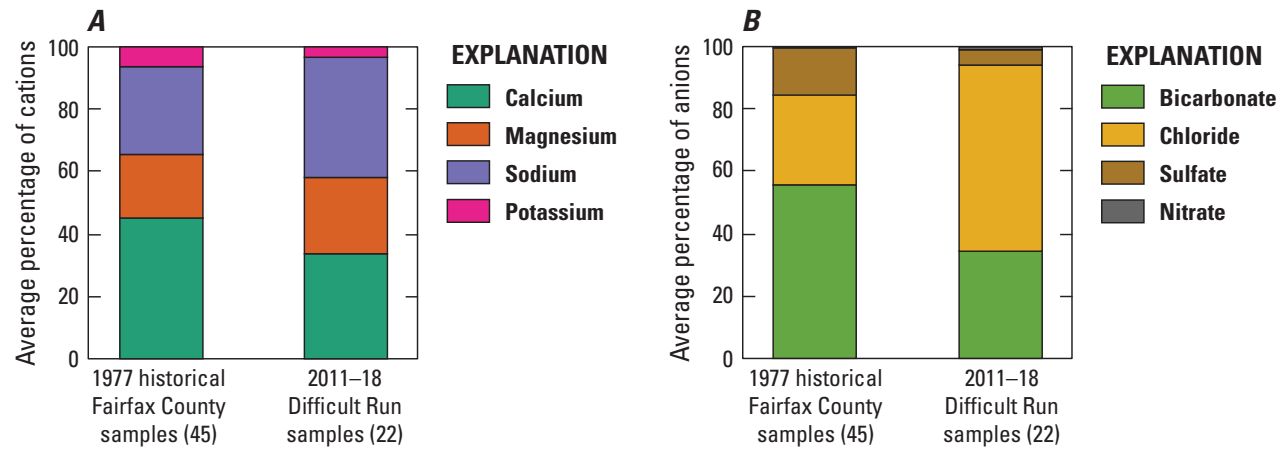 A
Average percentage of cations
100
80
60
40
20
0
1977 historical
Fairfax County
samples (45)
2011–18
Difficult Run
samples (22)
EXPLANATION
Calcium
Magnesium
Sodium
Potassium
B
Average percentage of anions
100
80
60
40
20
0
1977 historical
Fairfax County
samples (45)
2011–18
Difficult Run
samples (22)
EXPLANATION
Bicarbonate
Chloride
Sulfate
Nitrate